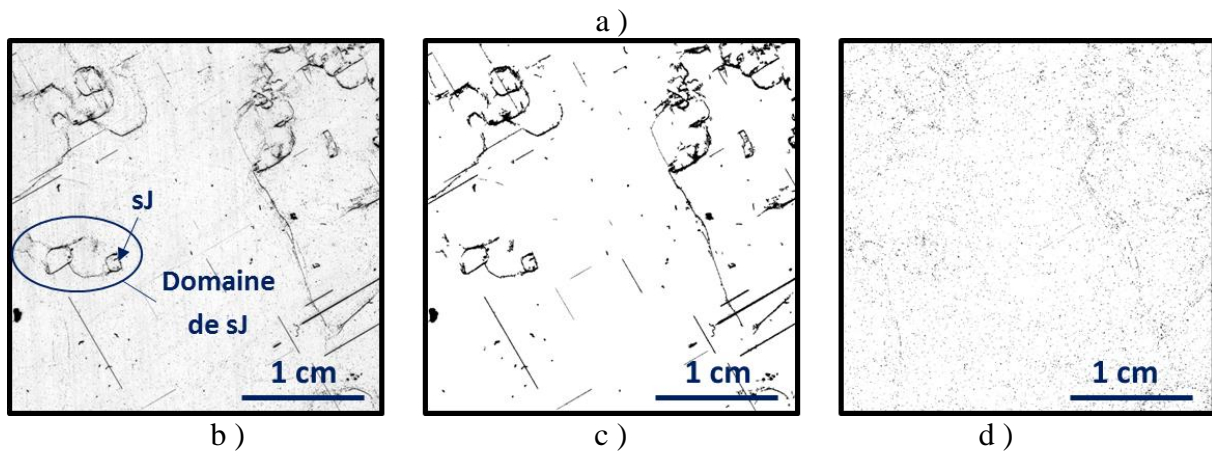 a )
sJ
Domaine
de sJ
1 cm
1 cm
1 cm
b )
c )
d )